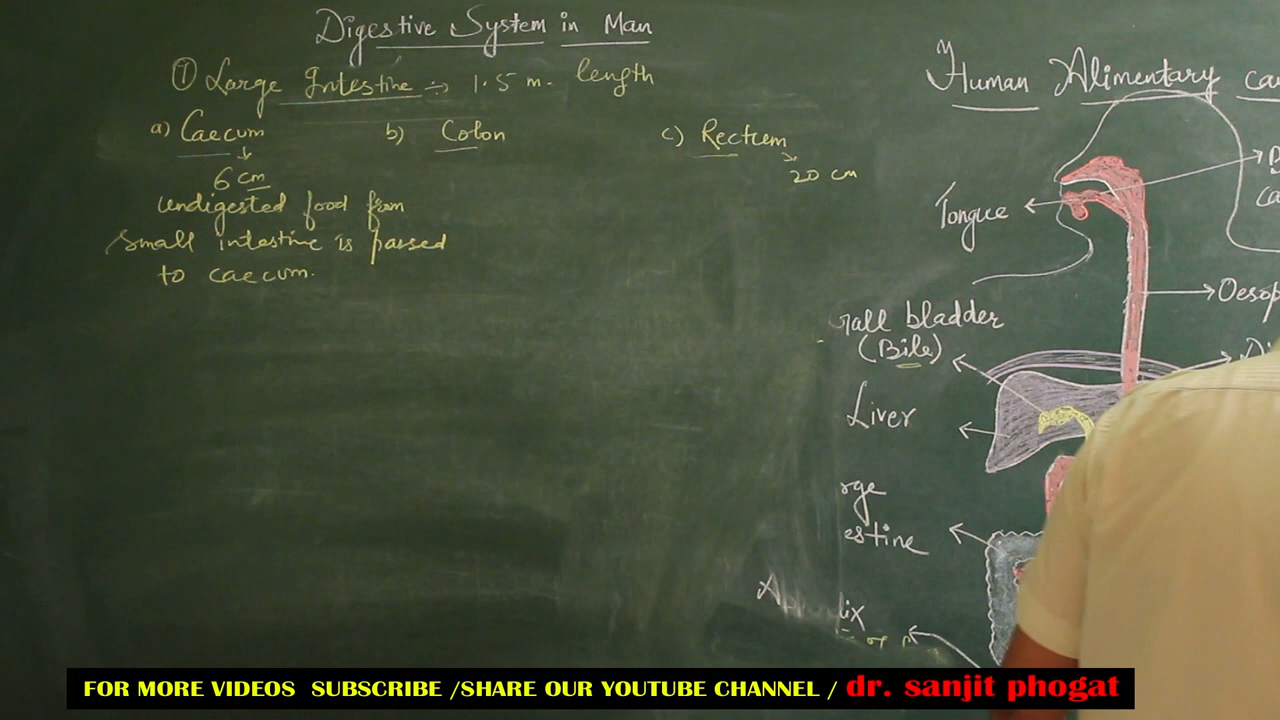 Digestive System in Man
① Large Intestine ÷ 1.5 m. length
a) Caecum b) Colon c) Rectum
6 cm
20 cm
undigested food from
small intestine is passed
to caecum.
Human Alimentary ca
Tongue
Oesop
Gall bladder
(Bile)
Liver
rge
estine
ix
FOR MORE VIDEOS SUBSCRIBE /SHARE OUR YOUTUBE CHANNEL / dr. sanjit phogat